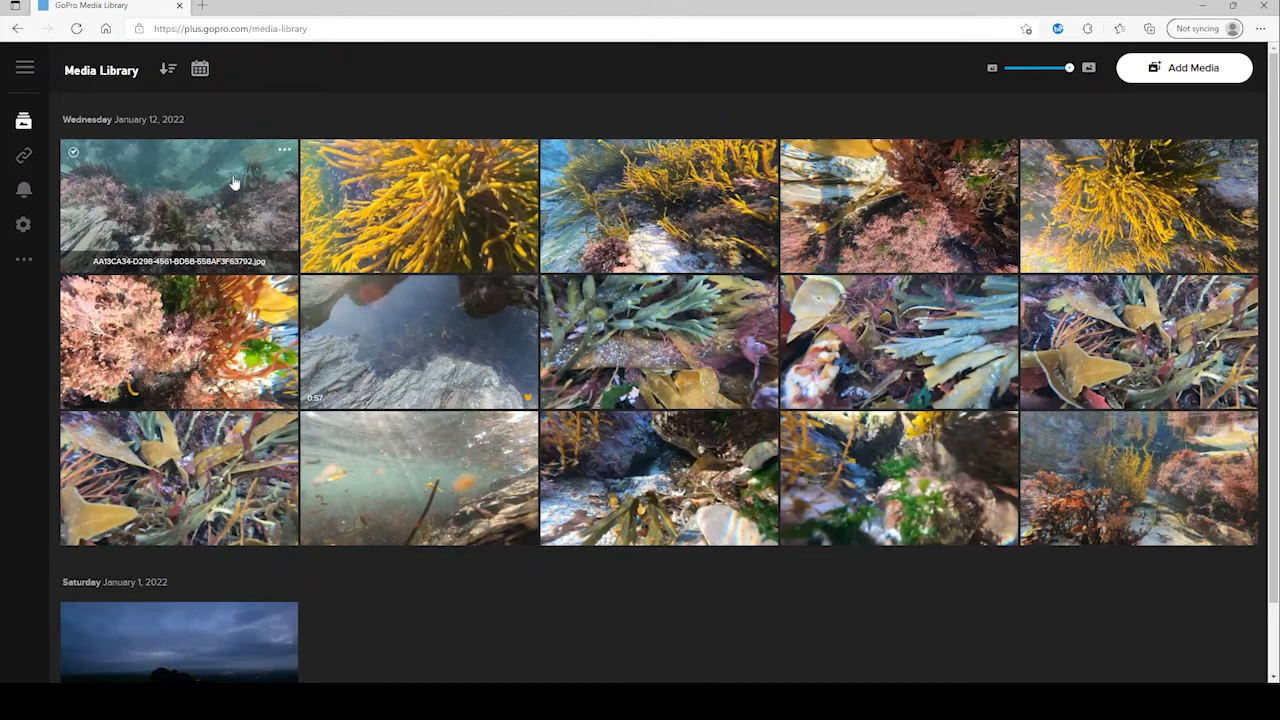 GoPro Media Library
https://plus.gopro.com/media-library
Not syncing
Media Library
Add Media
Wednesday January 12, 2022
AA13CA34-D298-4561-BD5B-558AF3F63792.jpg
0:57
Saturday January 1, 2022